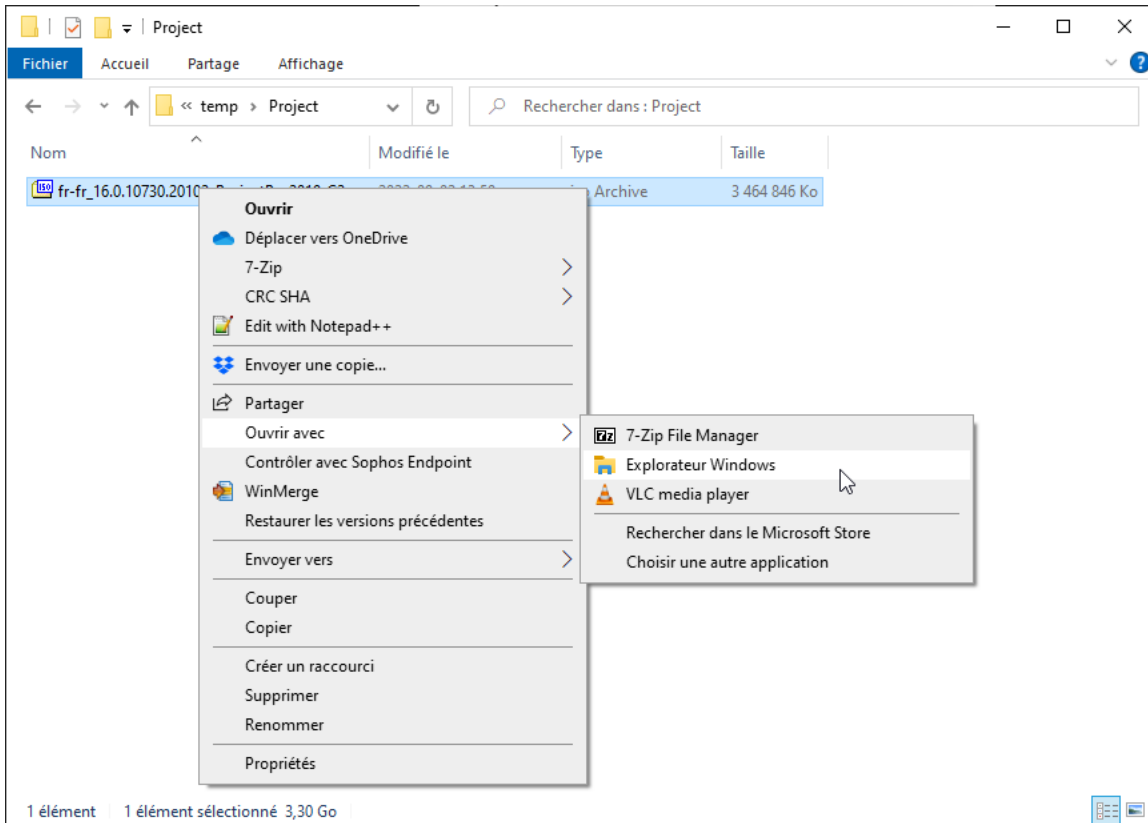 Project
Fichier Accueil Partage Affichage
« temp › Project Rechercher dans : Project
Nom Modifié le Type Taille
fr-fr_16.0.10730.20102 Archive 3 464 846 Ko
Ouvrir
Déplacer vers OneDrive
7-Zip
CRC SHA
Edit with Notepad++
Envoyer une copie...
Partager
Ouvrir avec
Contrôler avec Sophos Endpoint
WinMerge
Restaurer les versions précédentes
Envoyer vers
Couper
Copier
Créer un raccourci
Supprimer
Renommer
Propriétés
7-Zip File Manager
Explorateur Windows
VLC media player
Rechercher dans le Microsoft Store
Choisir une autre application
1 élément 1 élément sélectionné 3,30 Go